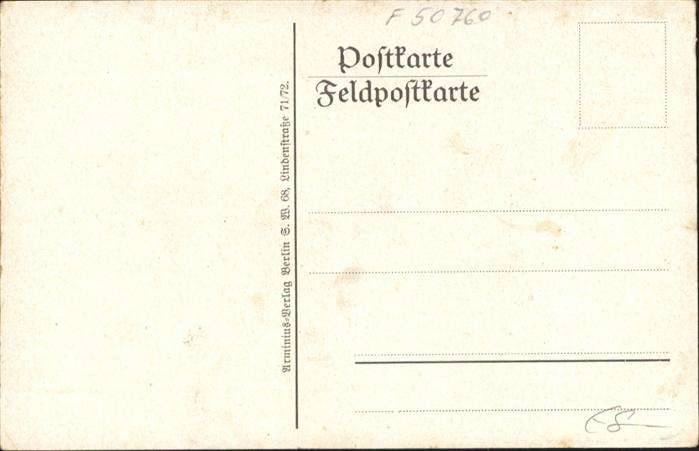 F 50760
Poſtkarte
Feldpoſtkarte
Arminius-Verlag Berlin S. W. 68, Lindenſtraße 71/72.